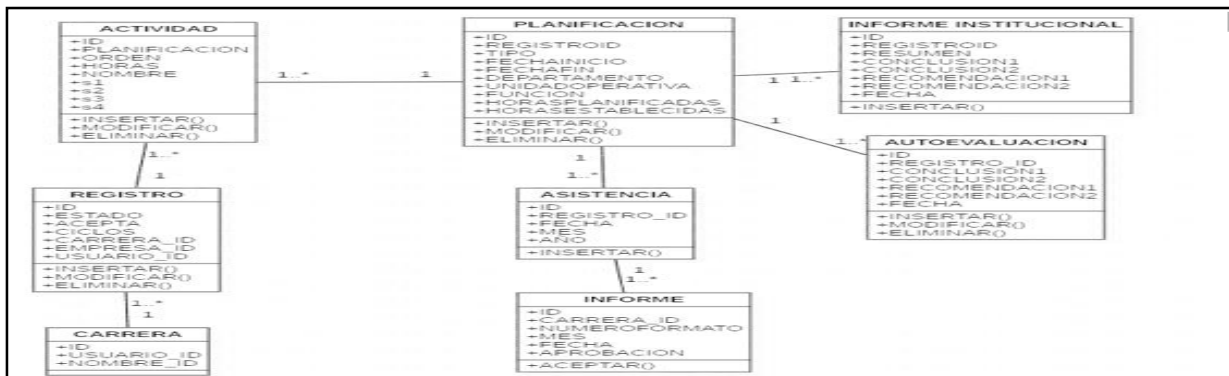 ACTIVIDAD
+ID
+PLANIFICACION
+ORDEN
+HORAS
+NOMBRE
+s1
+s2
+s3
+s4
+INSERTAR()
+MODIFICAR()
+ELIMINAR()
1..*
1
PLANIFICACION
+ID
+REGISTROID
+TIPO
+FECHAINICIO
+FECHAFIN
+DEPARTAMENTO
+UNIDADOPERATIVA
+FUNCION
+HORASPLANIFICADAS
+HORASESTABLECIDAS
+INSERTAR()
+MODIFICAR()
+ELIMINAR()
1
1..*
INFORME INSTITUCIONAL
+ID
+REGISTROID
+RESUMEN
+CONCLUSION1
+CONCLUSION2
+RECOMENDACION1
+RECOMENDACION2
+FECHA
+INSERTAR()
1
1..*
AUTOEVALUACION
+ID
+REGISTRO_ID
+CONCLUSION1
+CONCLUSION2
+RECOMENDACION1
+RECOMENDACION2
+FECHA
+INSERTAR()
+MODIFICAR()
+ELIMINAR()
1..*
1
REGISTRO
+ID
+ESTADO
+ACEPTA
+CICLOS
+CARRERA_ID
+EMPRESA_ID
+USUARIO_ID
+INSERTAR()
+MODIFICAR()
+ELIMINAR()
1
1..*
ASISTENCIA
+ID
+REGISTRO_ID
+FECHA
+MES
+ANO
+INSERTAR()
1..*
1
CARRERA
+ID
+USUARIO_ID
+NOMBRE_ID
1
1..*
INFORME
+ID
+CARRERA_ID
+NUMEROFORMATO
+MES
+FECHA
+APROBACION
+ACEPTAR()